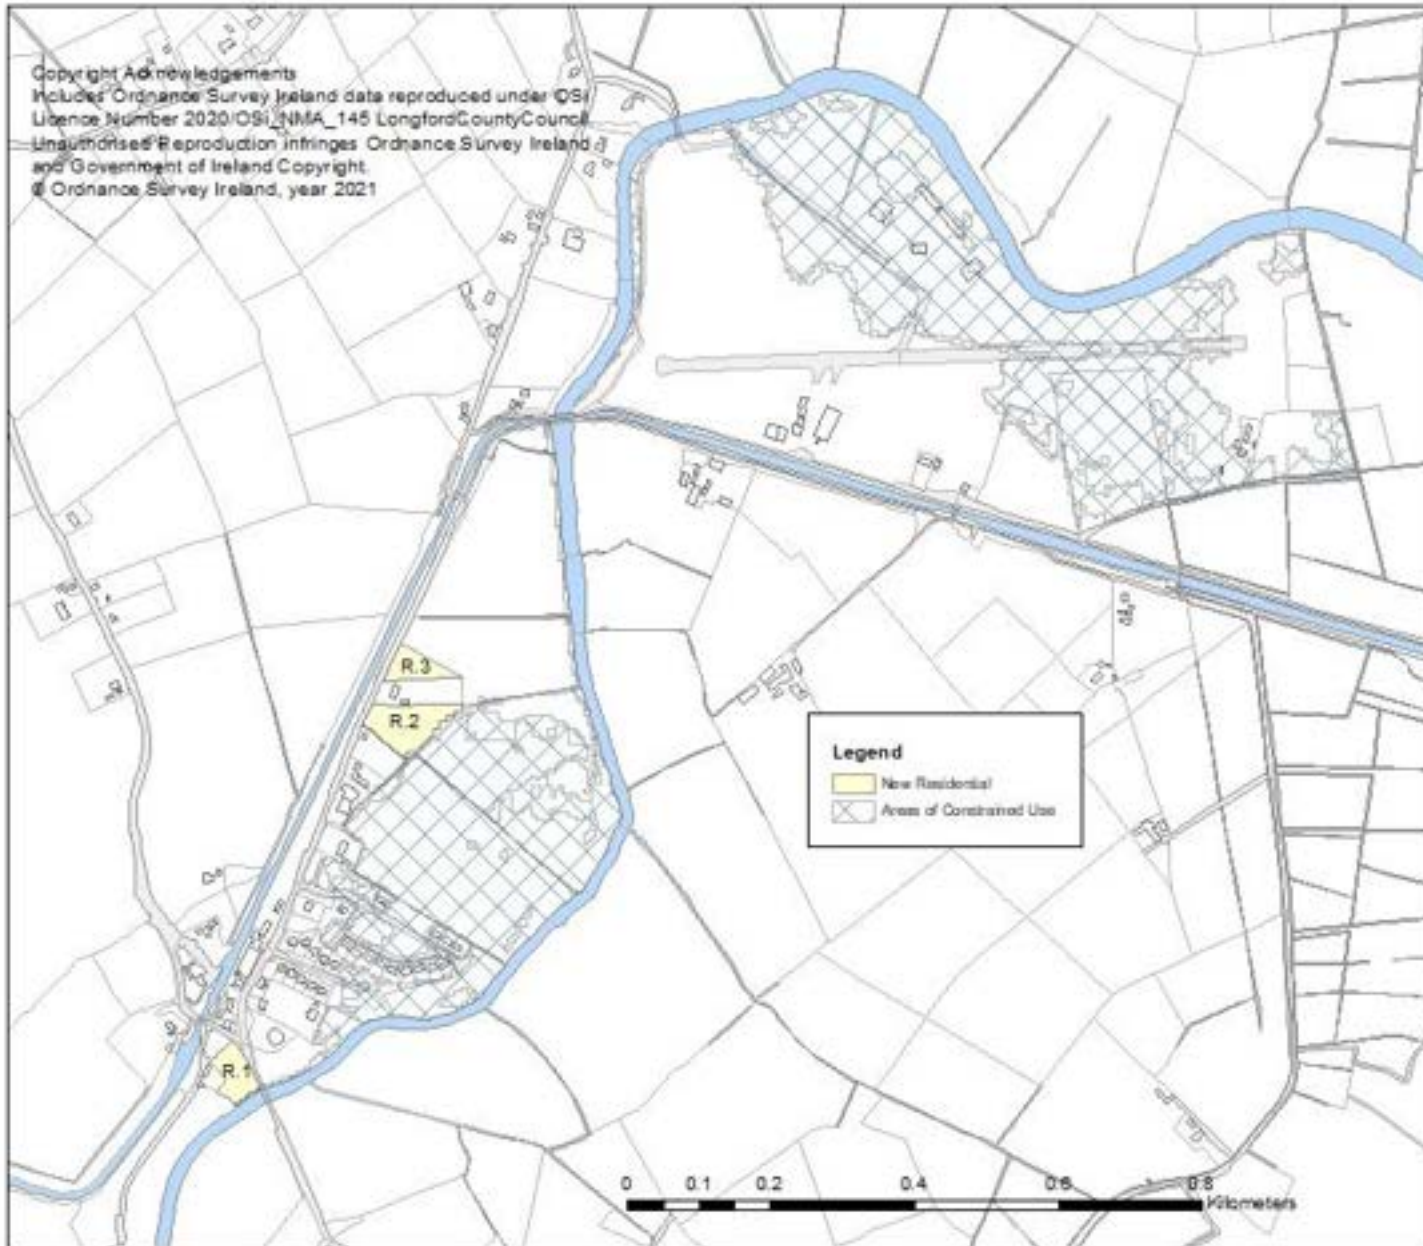 Copyright Acknowledgements
Includes Ordnance Survey Ireland data reproduced under OSi
Licence Number 2020/OSi_NMA_145 LongfordCountyCouncil.
Unauthorised Reproduction infringes Ordnance Survey Ireland
and Government of Ireland Copyright.
© Ordnance Survey Ireland, year 2021
R.3
R.2
Legend
New Residential
Areas of Constrained Use
R.1
0 0.1 0.2 0.4 0.6 0.8
Kilometers